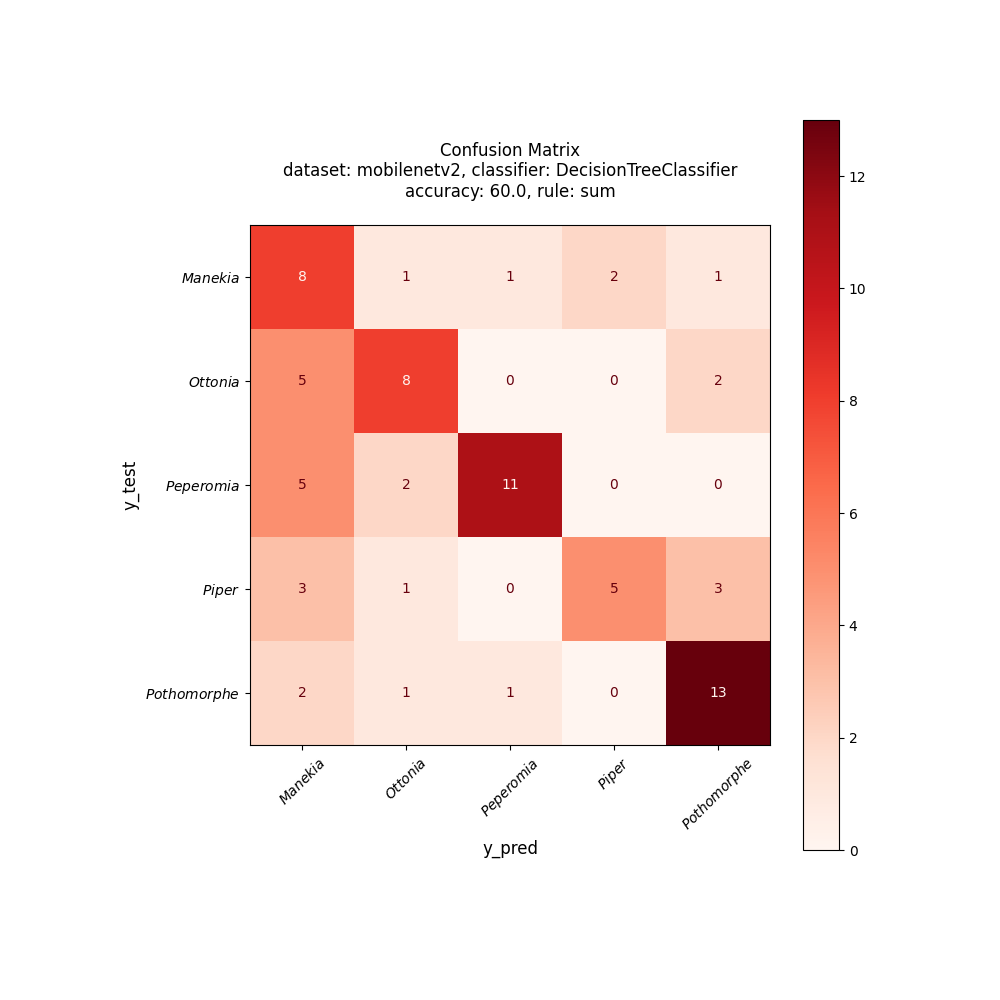 Confusion Matrix
dataset: mobilenetv2, classifier: DecisionTreeClassifier
accuracy: 60.0, rule: sum
Manekia 8 1 1 2 1
Ottonia 5 8 0 0 2
Peperomia 5 2 11 0 0
Piper 3 1 0 5 3
Pothomorphe 2 1 1 0 13
Manekia Ottonia Peperomia Piper Pothomorphe
y_test
y_pred
12
10
8
6
4
2
0